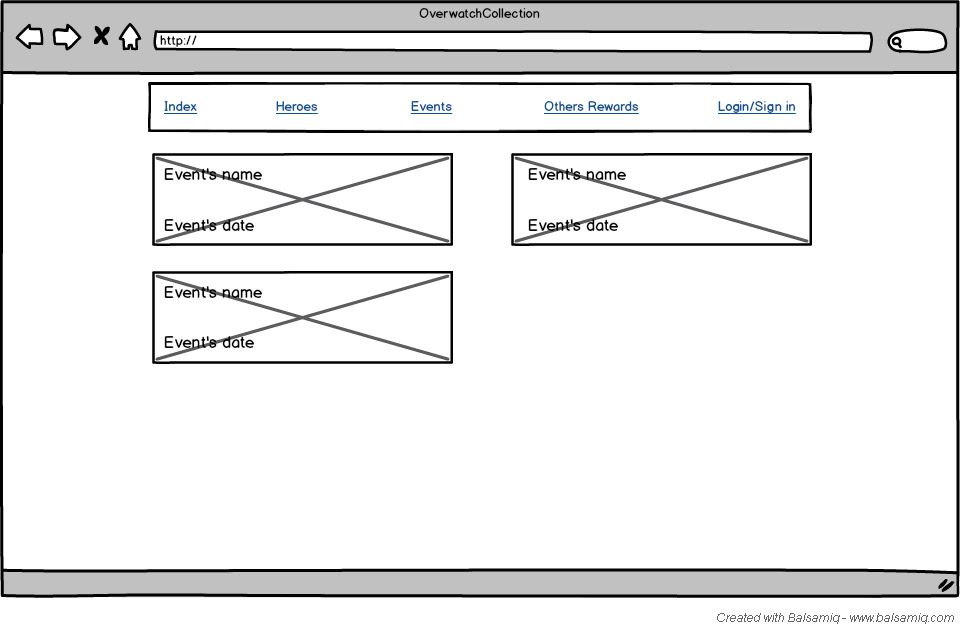 OverwatchCollection
http://
Index Heroes Events Others Rewards Login/Sign in
Event's name Event's name
Event's date Event's date
Event's name
Event's date
Created with Balsamiq - www.balsamiq.com